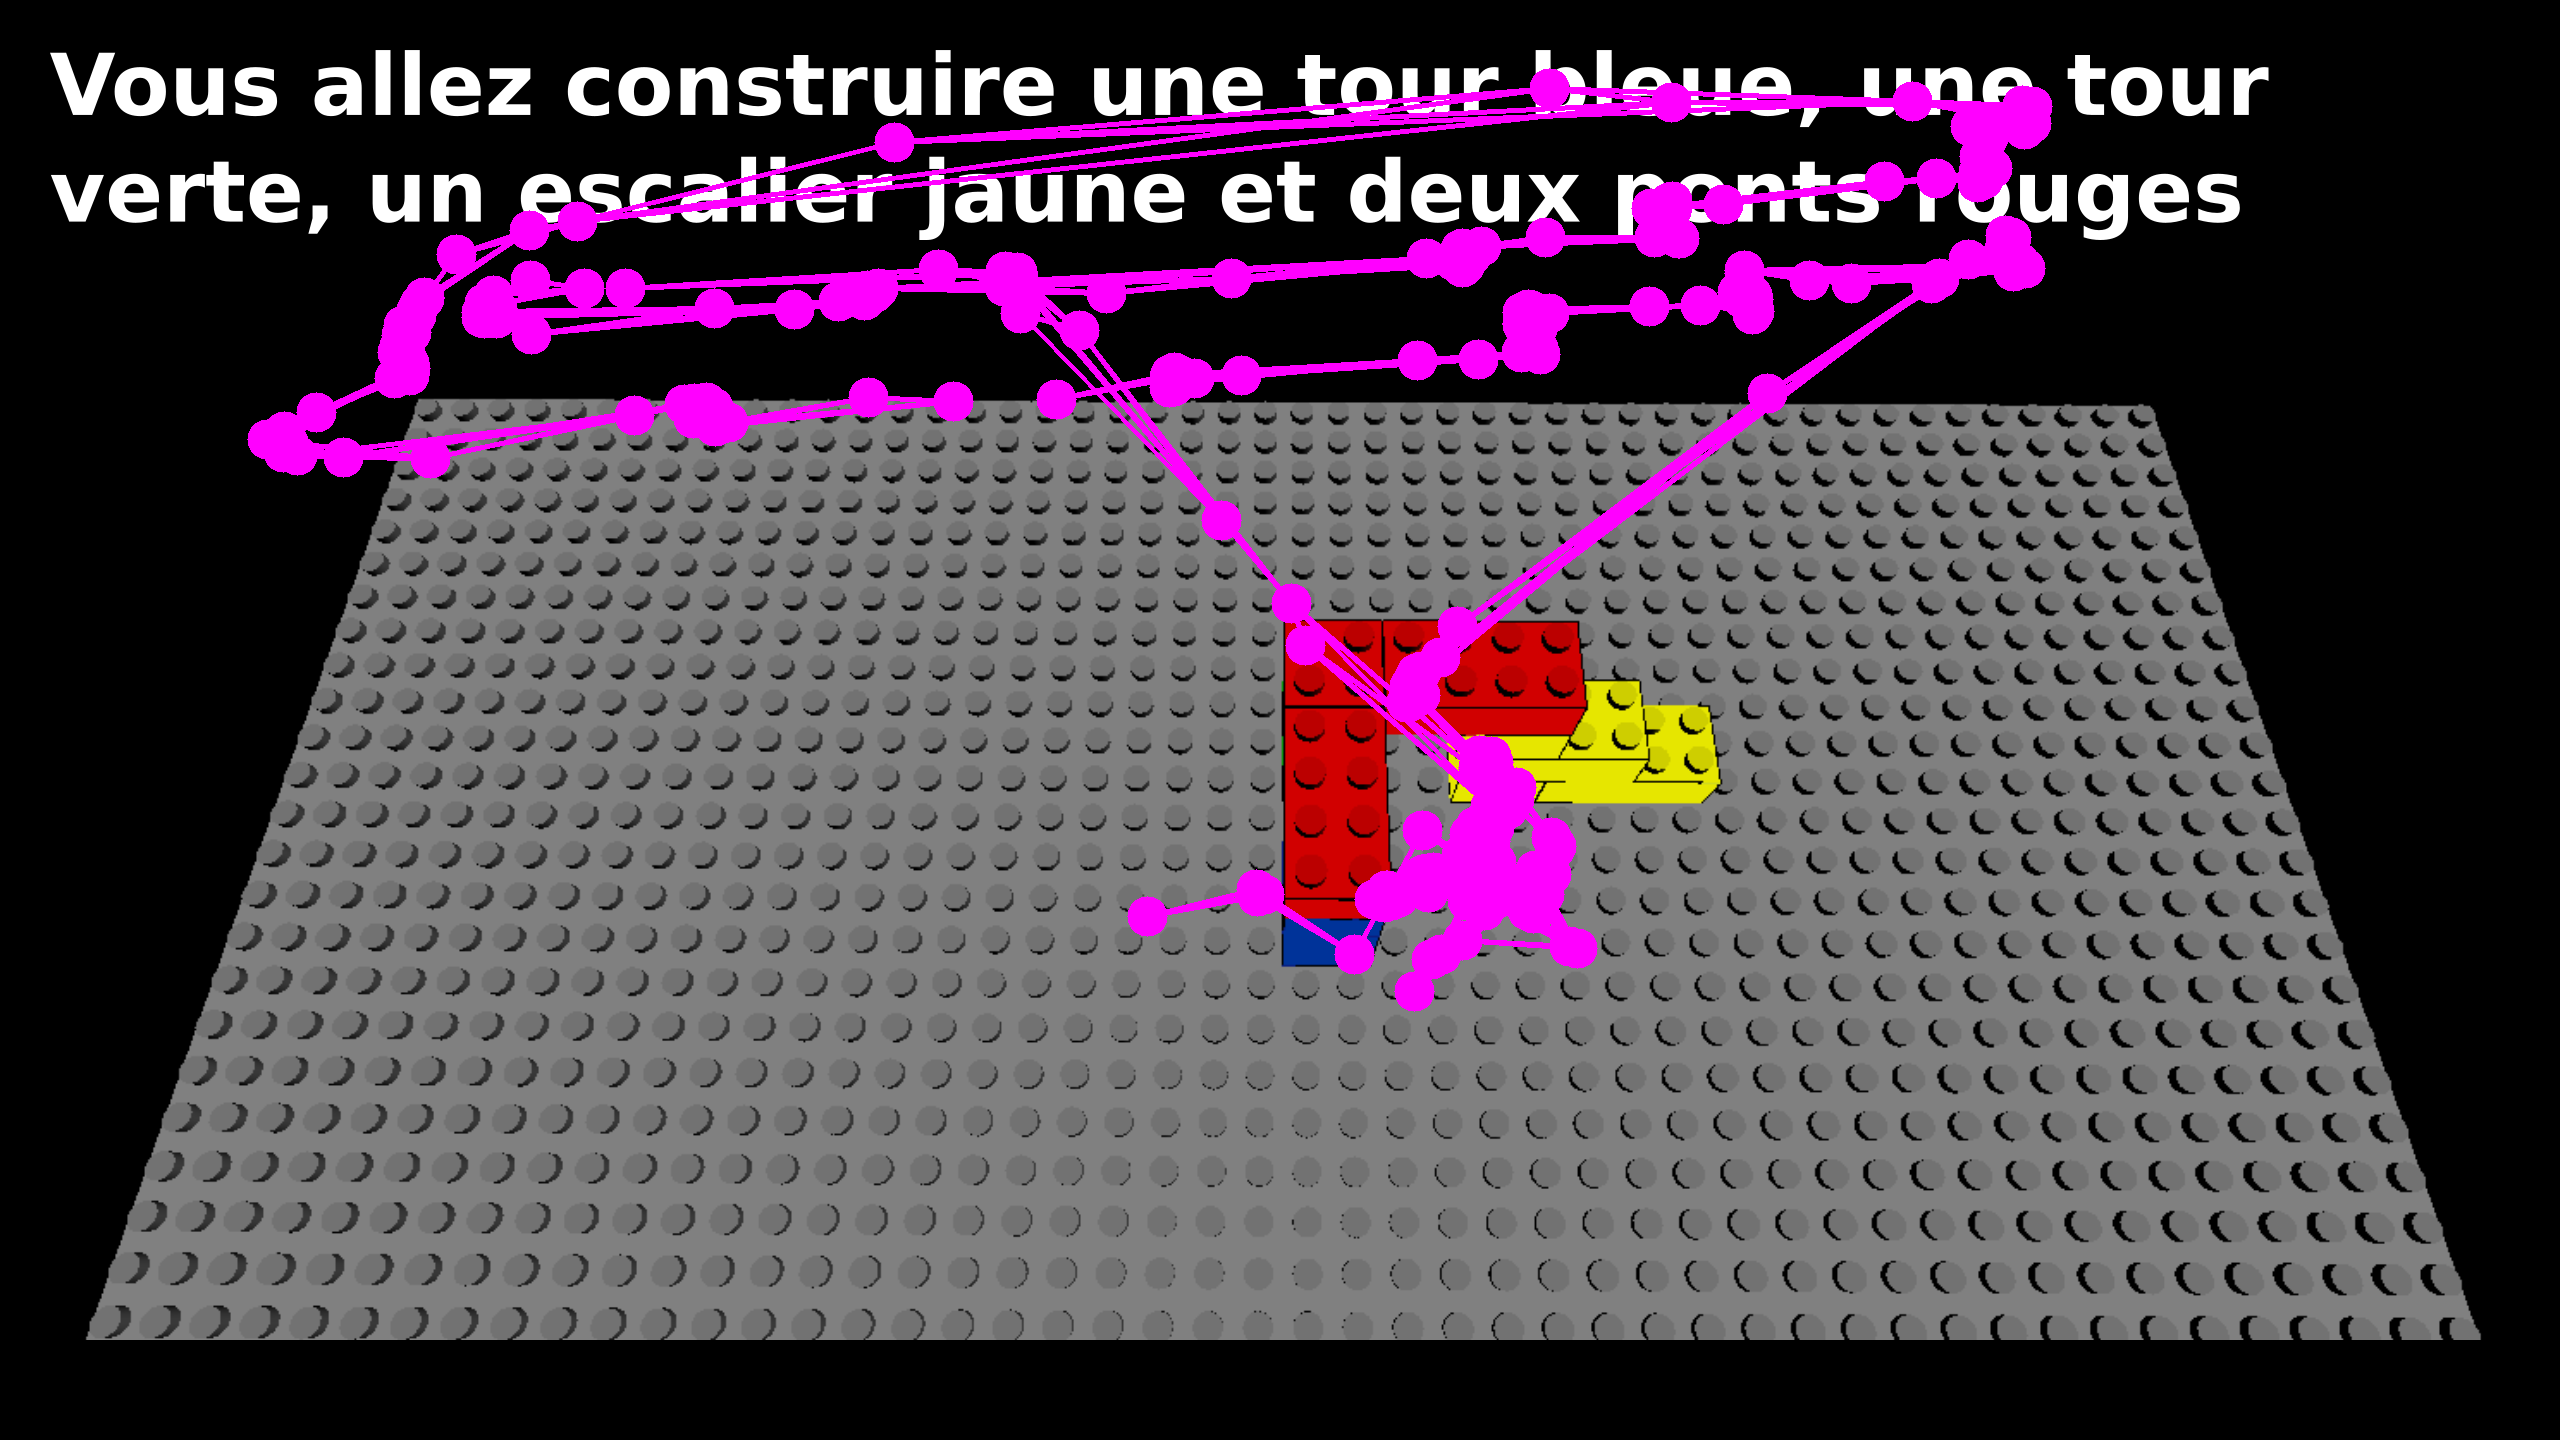 Vous allez construire une tour bleue, une tour
verte, un escalier jaune et deux ponts rouges